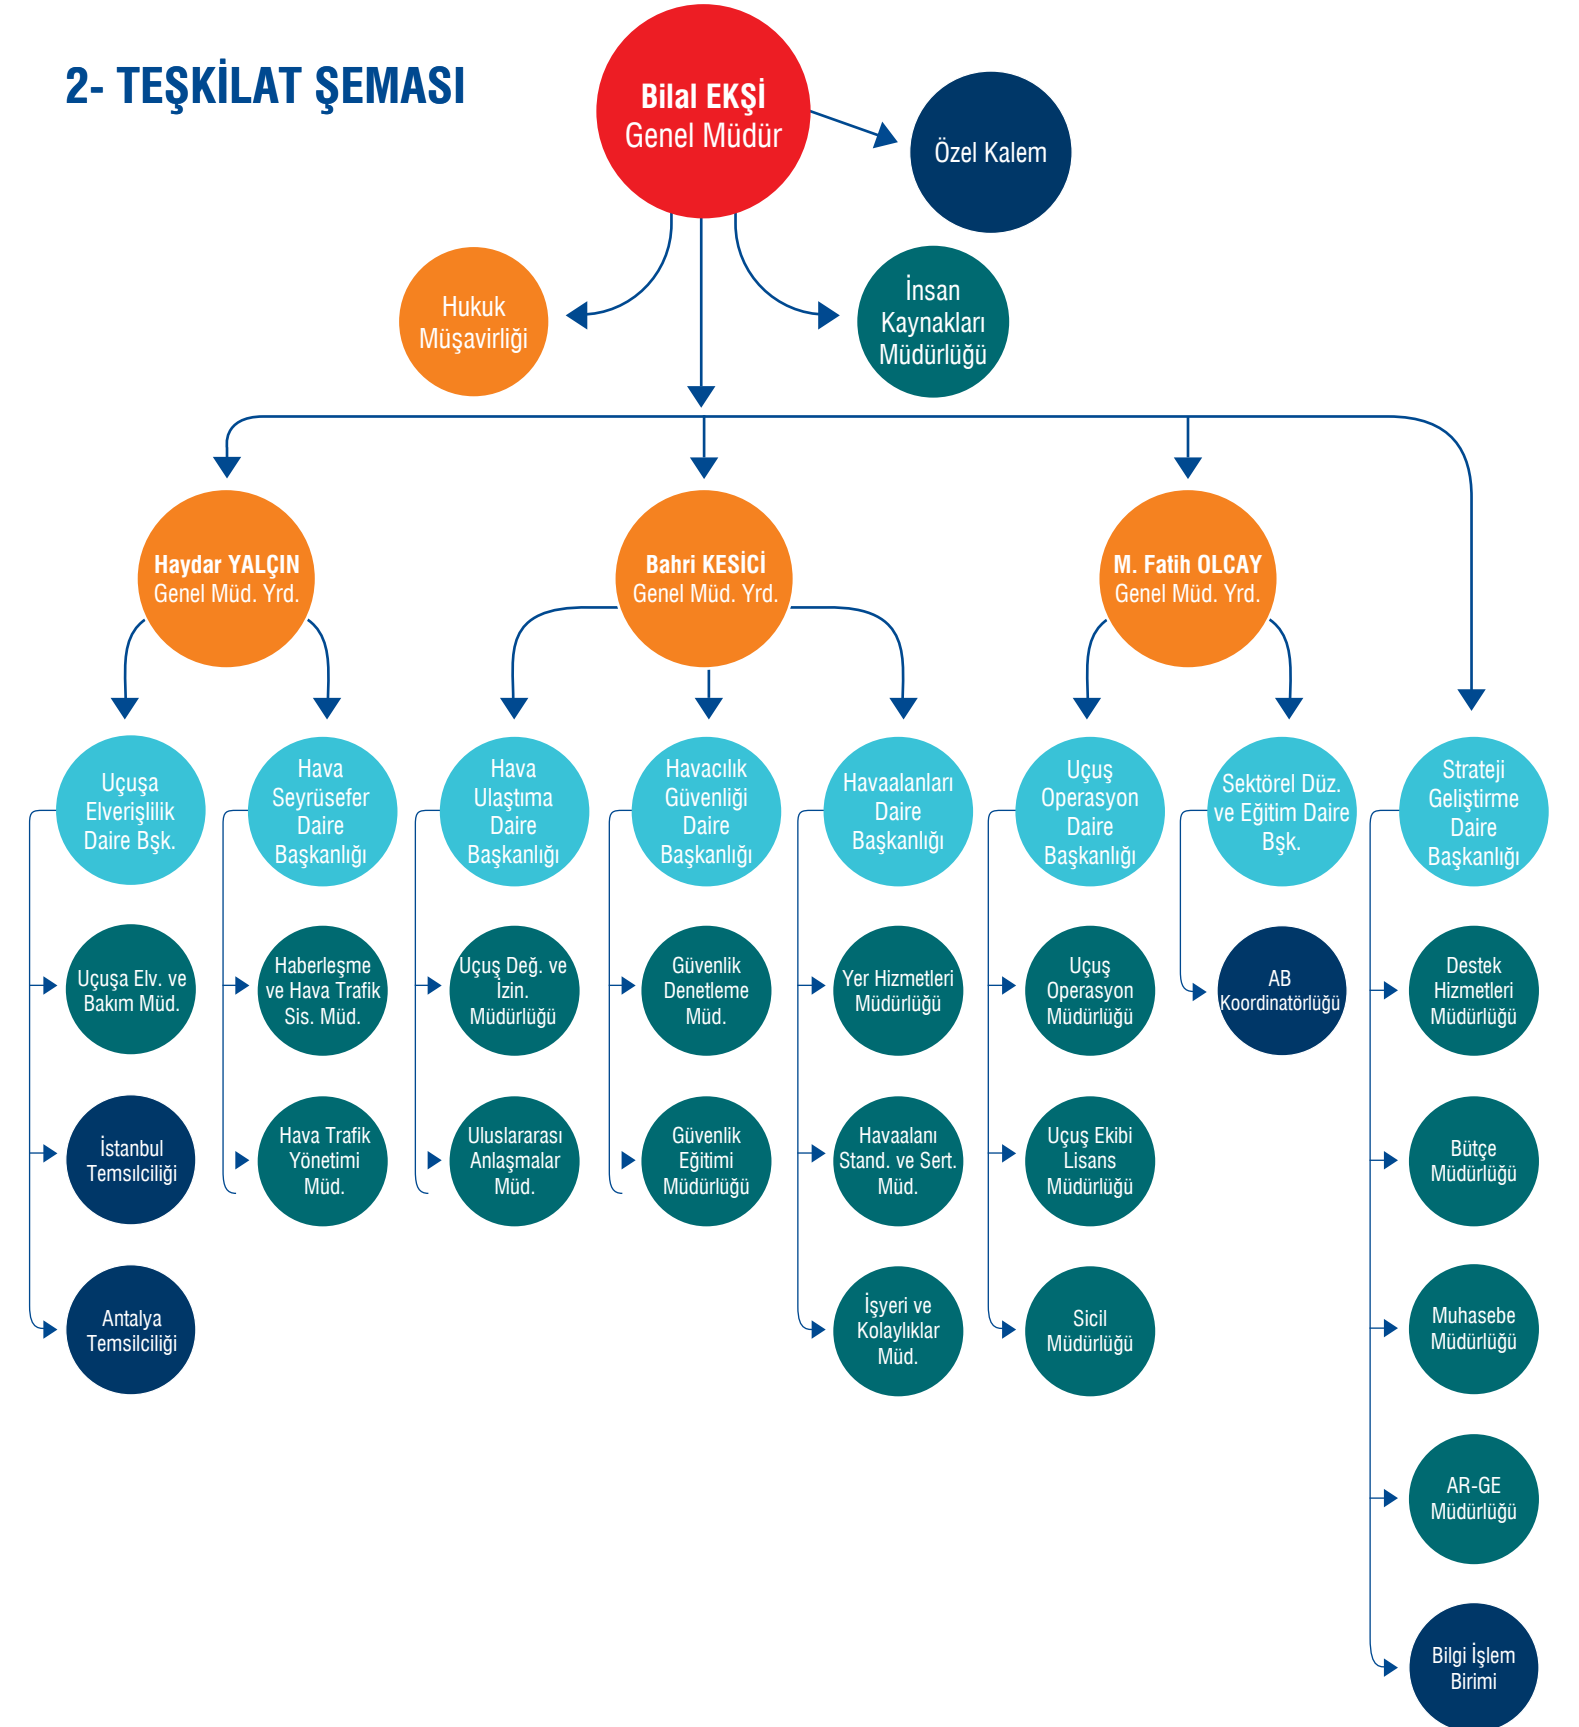 2- TEŞKİLAT ŞEMASI
Bilal EKŞİ
Genel Müdür
Özel Kalem
Hukuk
Müşavirliği
İnsan
Kaynakları
Müdürlüğü
Haydar YALÇIN
Genel Müd. Yrd.
Bahri KESİCİ
Genel Müd. Yrd.
M. Fatih OLCAY
Genel Müd. Yrd.
Uçuşa
Elverişlilik
Daire Bşk.
Hava
Seyrüsefer
Daire
Başkanlığı
Hava
Ulaştıma
Daire
Başkanlığı
Havacılık
Güvenliği
Daire
Başkanlığı
Havaalanları
Daire
Başkanlığı
Uçuş
Operasyon
Daire
Başkanlığı
Sektörel Düz.
ve Eğitim Daire
Bşk.
Strateji
Geliştirme
Daire
Başkanlığı
Uçuşa Elv. ve
Bakım Müd.
Haberleşme
ve Hava Trafik
Sis. Müd.
Uçuş Değ. ve
İzin.
Müdürlüğü
Güvenlik
Denetleme
Müd.
Yer Hizmetleri
Müdürlüğü
Uçuş
Operasyon
Müdürlüğü
AB
Koordinatörlüğü
Destek
Hizmetleri
Müdürlüğü
İstanbul
Temsılciliği
Hava Trafik
Yönetimi
Müd.
Uluslararası
Anlaşmalar
Müd.
Güvenlik
Eğitimi
Müdürlüğü
Havaalanı
Stand. ve Sert.
Müd.
Uçuş Ekibi
Lisans
Müdürlüğü
Bütçe
Müdürlüğü
Antalya
Temsilciliği
İşyeri ve
Kolaylıklar
Müd.
Sicil
Müdürlüğü
Muhasebe
Müdürlüğü
AR-GE
Müdürlüğü
Bilgi İşlem
Birimi